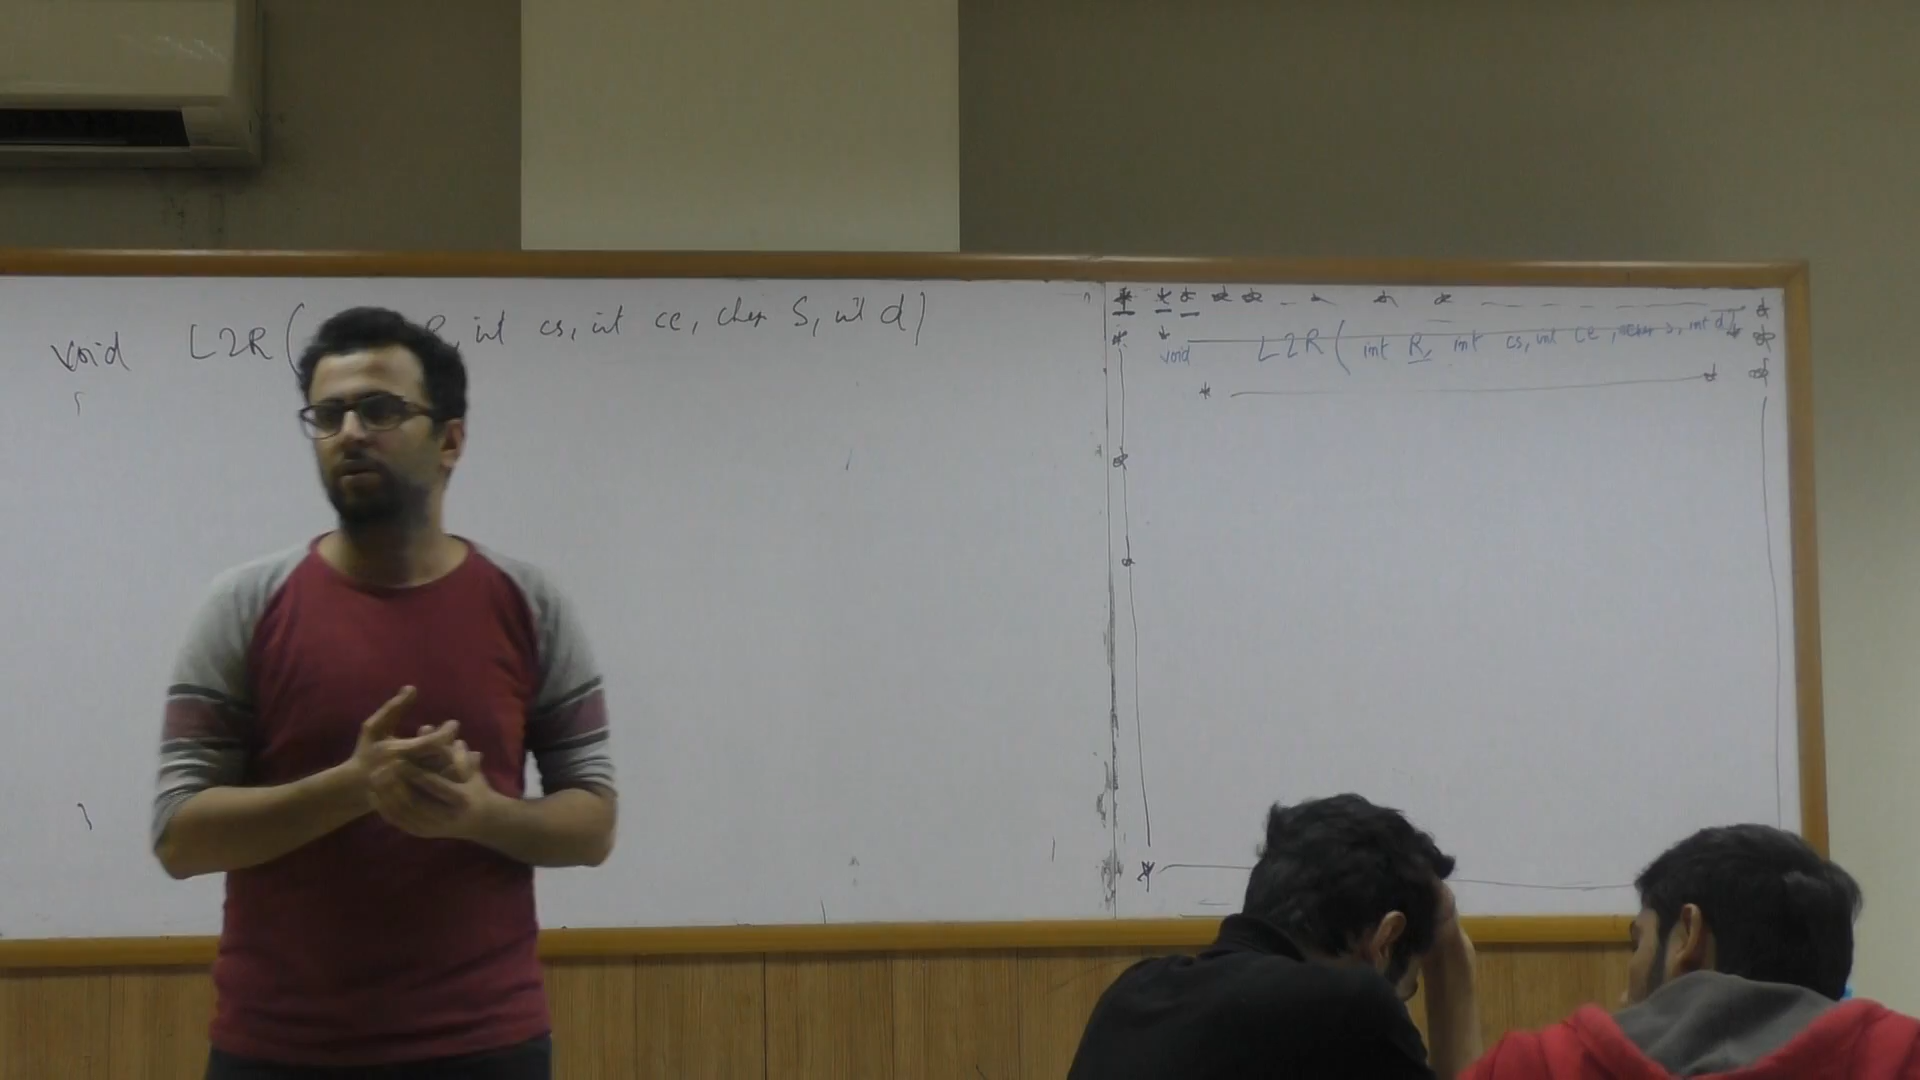 void L2R( R, int cs, int ce, char S, int d)
void L2R( int R, int cs, int ce, char s, int d)